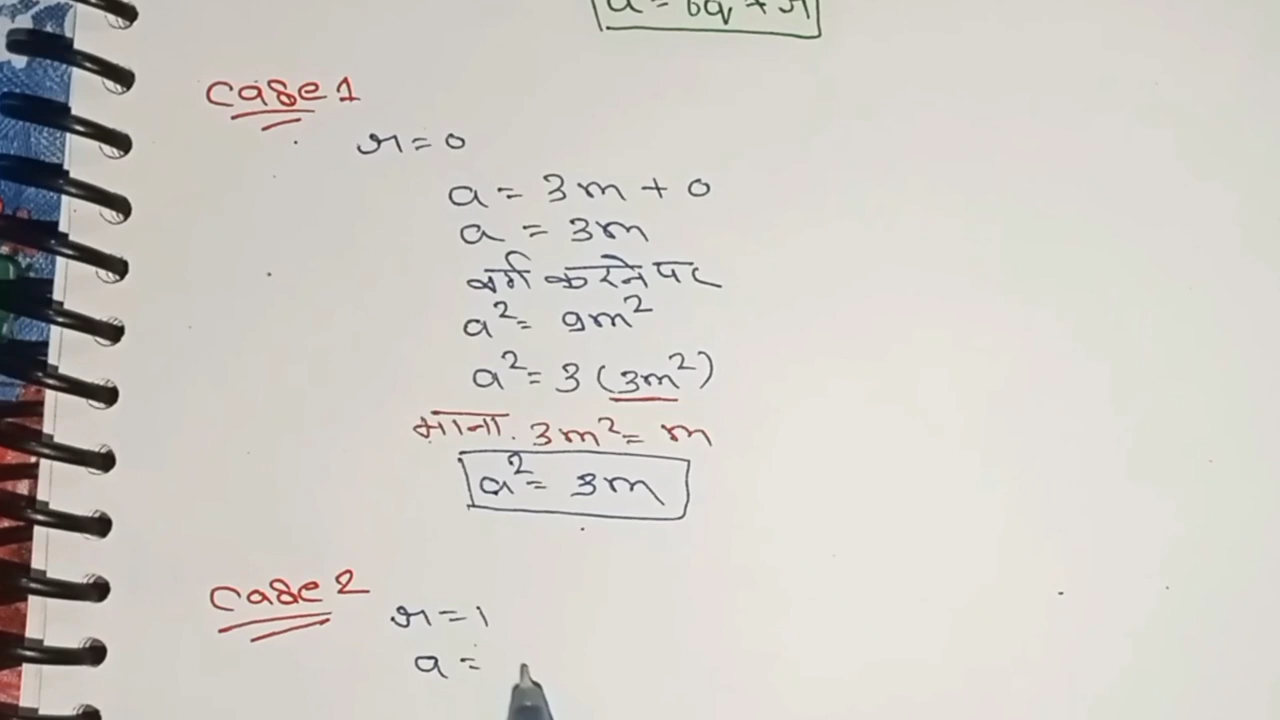 a = bq + r
Case 1
r = 0
a = 3m + 0
a = 3m
वर्ग करने पर
a² = 9m²
a² = 3 (3m²)
माना. 3m² = m
a² = 3m
Case 2
r = 1
a =